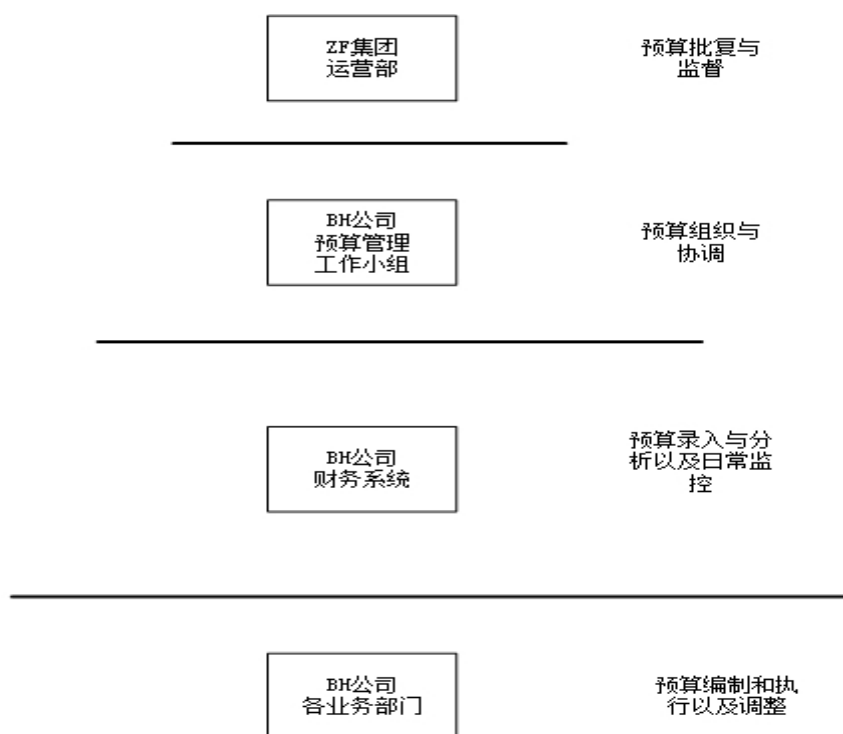 ZF集团
运营部
预算批复与
监督
BH公司
预算管理
工作小组
预算组织与
协调
BH公司
财务系统
预算录入与分
析以及日常监
控
BH公司
各业务部门
预算编制和执
行以及调整